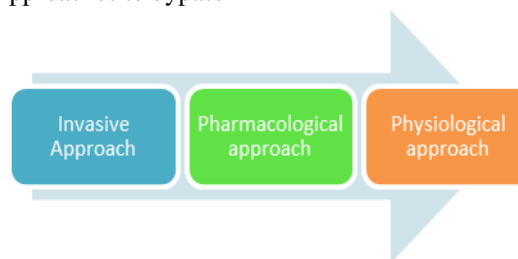 Invasive
Approach
Pharmacological
approach
Physiological
approach